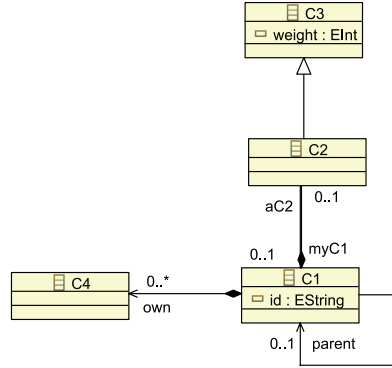 C3
weight : EInt
C2
aC2
0..1
0..1
myC1
C4
0..*
own
C1
id : EString
0..1
parent